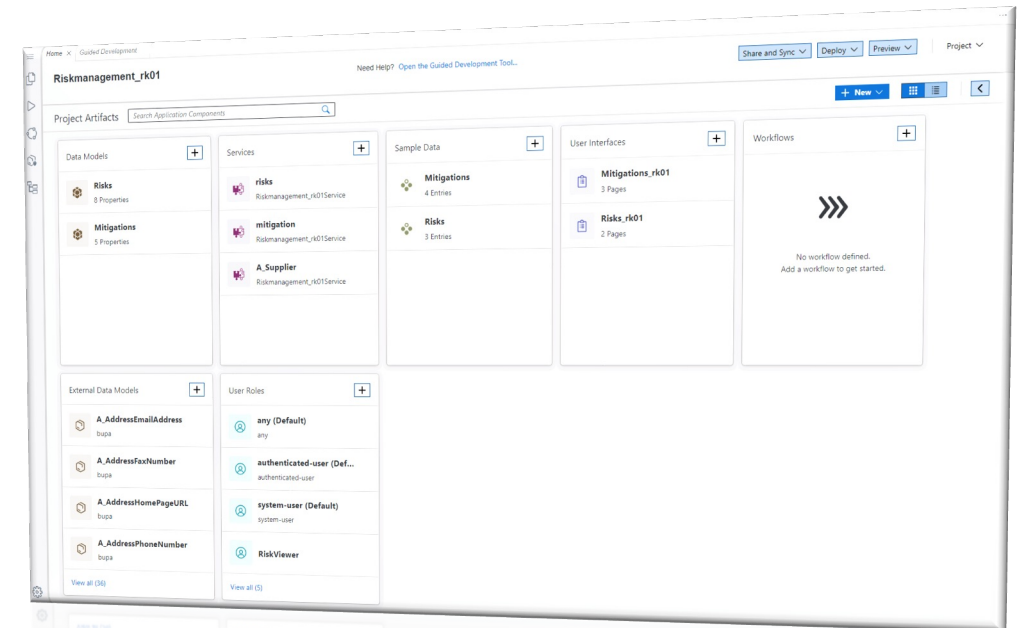 Home ×
Guided Development
Riskmanagement_rk01
Need Help? Open the Guided Development Tool...
Share and Sync
Deploy
Preview
Project
+ New
Project Artifacts
Search Application Components
Data Models
Risks
8 Properties
Mitigations
5 Properties
Services
risks
Riskmanagement_rk01Service
mitigation
Riskmanagement_rk01Service
A_Supplier
Riskmanagement_rk01Service
Sample Data
Mitigations
4 Entries
Risks
3 Entries
User Interfaces
Mitigations_rk01
3 Pages
Risks_rk01
2 Pages
Workflows
No workflow defined.
Add a workflow to get started.
External Data Models
A_AddressEmailAddress
bupa
A_AddressFaxNumber
bupa
A_AddressHomePageURL
bupa
A_AddressPhoneNumber
bupa
View all (36)
User Roles
any (Default)
any
authenticated-user (Def...
authenticated-user
system-user (Default)
system-user
RiskViewer
View all (5)